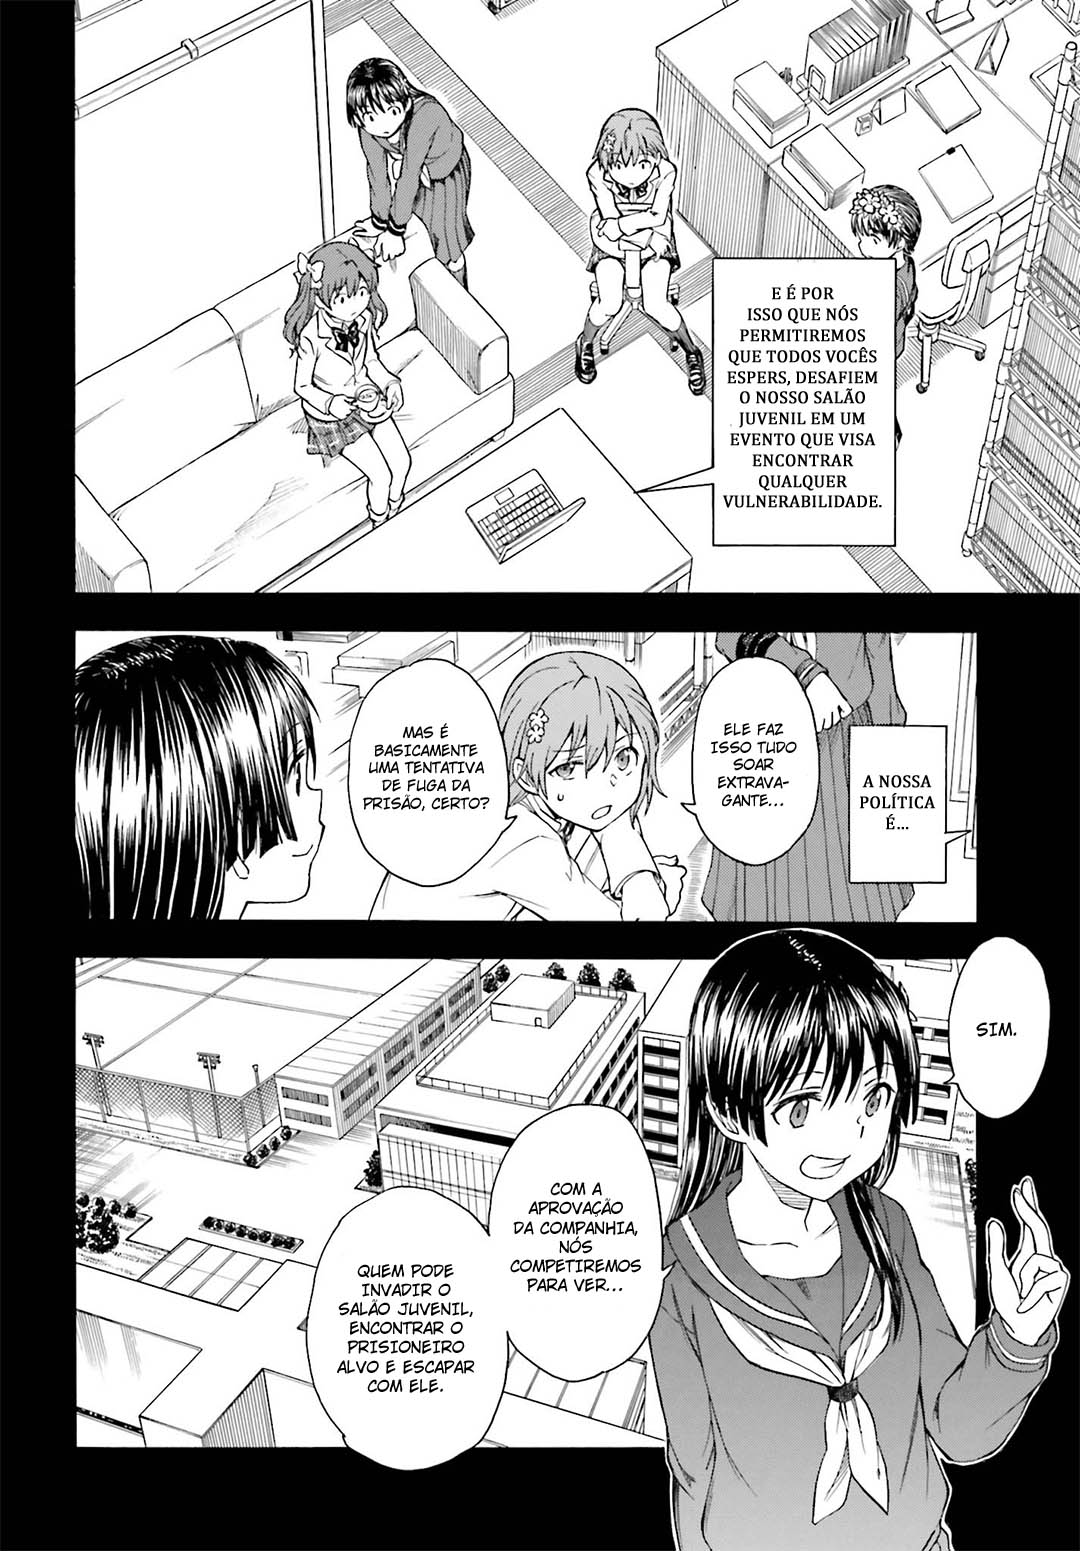 E É POR
ISSO QUE NÓS
PERMITIREMOS
QUE TODOS VOCÊS
ESPERS, DESAFIEM
O NOSSO SALÃO
JUVENIL EM UM
EVENTO QUE VISA
ENCONTRAR
QUALQUER
VULNERABILIDADE.
A NOSSA
POLÍTICA
É...
ELE FAZ
ISSO TUDO
SOAR
EXTRAVA-
GANTE...
MAS É
BASICAMENTE
UMA TENTATIVA
DE FUGA DA
PRISÃO, CERTO?
SIM.
COM A
APROVAÇÃO
DA COMPANHIA,
NÓS
COMPETIREMOS
PARA VER...
QUEM PODE
INVADIR O
SALÃO JUVENIL,
ENCONTRAR O
PRISIONEIRO
ALVO E ESCAPAR
COM ELE.